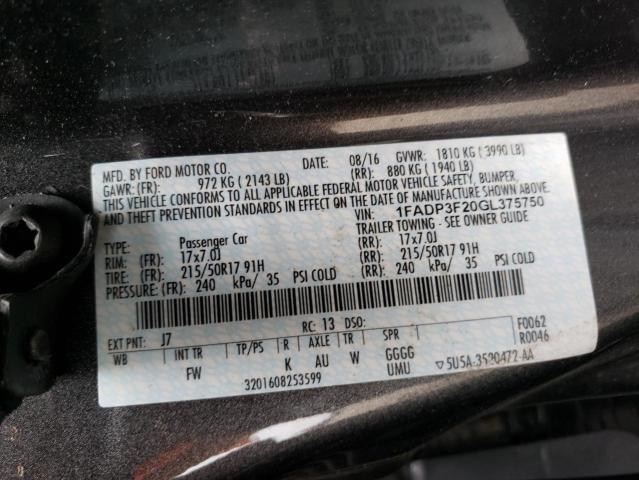 MFD. BY FORD MOTOR CO. DATE: 08/16 GVWR: 1810 KG ( 3990 LB)
GAWR: (FR): 972 KG ( 2143 LB) (RR): 880 KG ( 1940 LB)
THIS VEHICLE CONFORMS TO ALL APPLICABLE FEDERAL MOTOR VEHICLE SAFETY, BUMPER,
AND THEFT PREVENTION STANDARDS IN EFFECT ON THE DATE OF MANUFACTURE SHOWN ABOVE.
VIN: 1FADP3F20GL375750
TYPE: Passenger Car TRAILER TOWING - SEE OWNER GUIDE
RIM: (FR): 17x7.0J (RR): 17x7.0J
TIRE: (FR): 215/50R17 91H (RR): 215/50R17 91H
PRESSURE: (FR): 240 kPa/ 35 PSI COLD (RR): 240 kPa/ 35 PSI COLD
EXT PNT: J7 RC: 13 DSO: F0062
WB INT TR TP/PS R AXLE TR SPR R0046
FW K AU W GGGG
UMU
3201608253599 ▽ 5U5A-3520472-AA